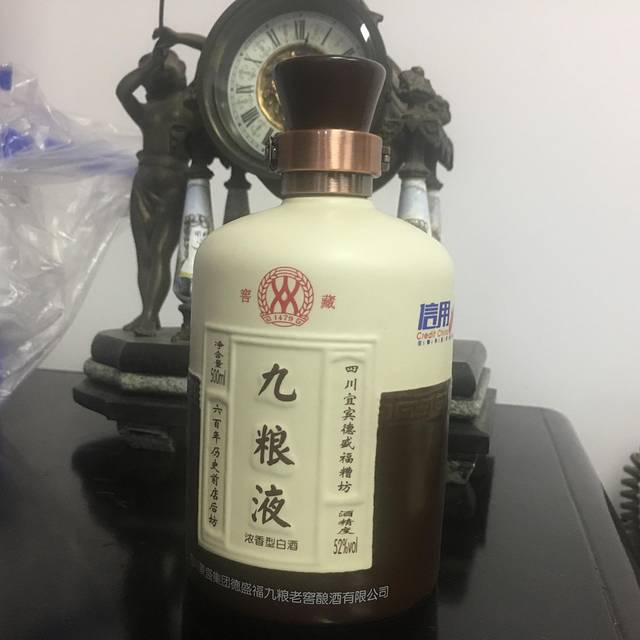 窖 藏
1479
信用
Credit China
净含量
500ml
六百年历史前店后坊
九粮液
浓香型白酒
四川宜宾德盛福糟坊
酒精度
52%vol
集团德盛福九粮老窖酿酒有限公司